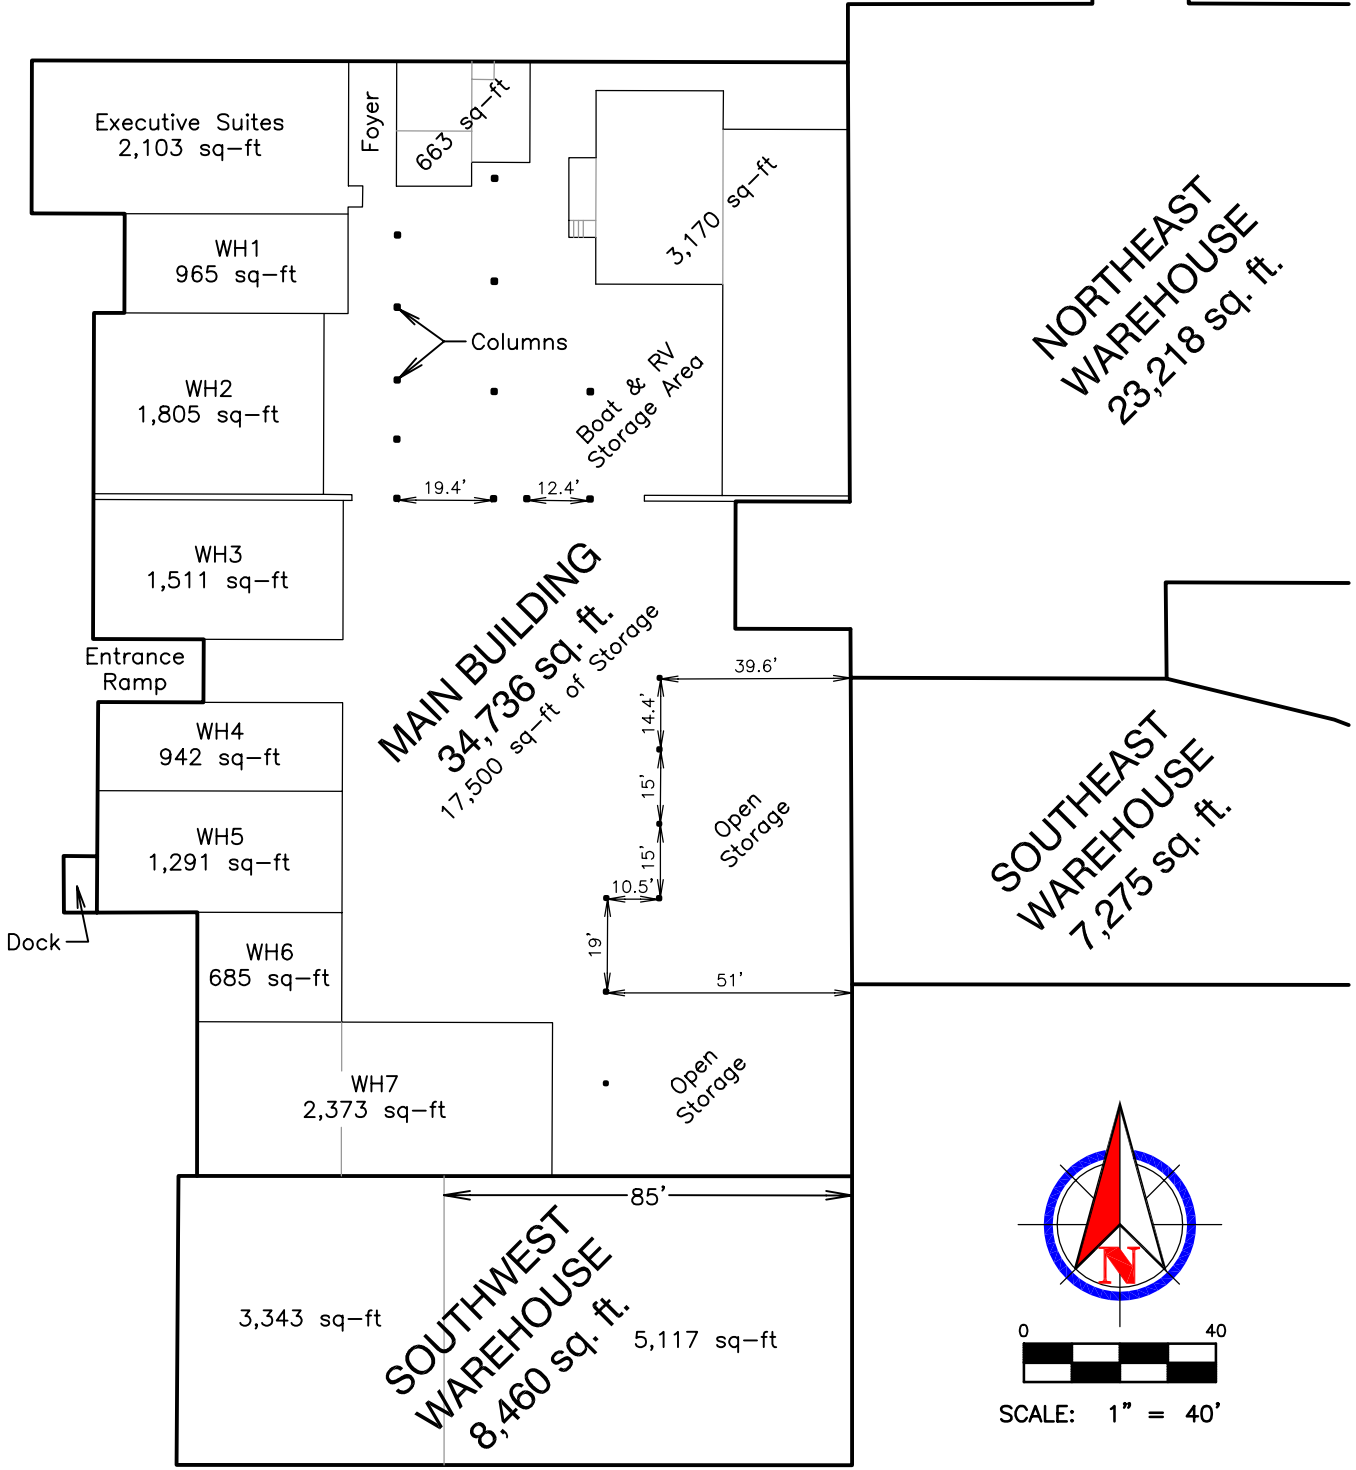 Executive Suites
2,103 sq-ft
Foyer
663 sq-ft
3,170 sq-ft
WH1
965 sq-ft
Columns
WH2
1,805 sq-ft
Boat & RV
Storage Area
19.4'
12.4'
NORTHEAST
WAREHOUSE
23,218 sq. ft.
WH3
1,511 sq-ft
MAIN BUILDING
34,736 sq. ft.
17,500 sq-ft of Storage
Entrance
Ramp
39.6'
14.4'
15'
15'
10.5'
19'
51'
WH4
942 sq-ft
Open
Storage
WH5
1,291 sq-ft
Dock
WH6
685 sq-ft
SOUTHEAST
WAREHOUSE
7,275 sq. ft.
WH7
2,373 sq-ft
Open
Storage
85'
3,343 sq-ft
SOUTHWEST
WAREHOUSE
8,460 sq. ft.
5,117 sq-ft
N
0 40
SCALE: 1" = 40'